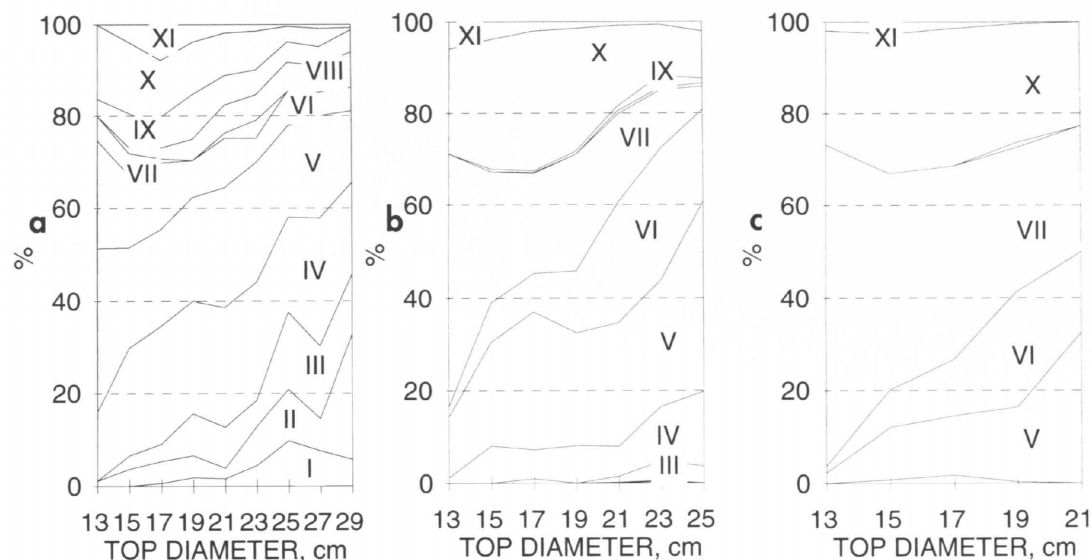 100
80
60
40
20
0
%
a
XI
X
IX
VIII
VII
VI
V
IV
III
II
I
13 15 17 19 21 23 25 27 29
TOP DIAMETER, cm
100
80
60
40
20
0
%
b
XI
X
IX
VII
VI
V
IV
III
13 15 17 19 21 23 25
TOP DIAMETER, cm
100
80
60
40
20
0
%
c
XI
X
VII
VI
V
13 15 17 19 21
TOP DIAMETER, cm